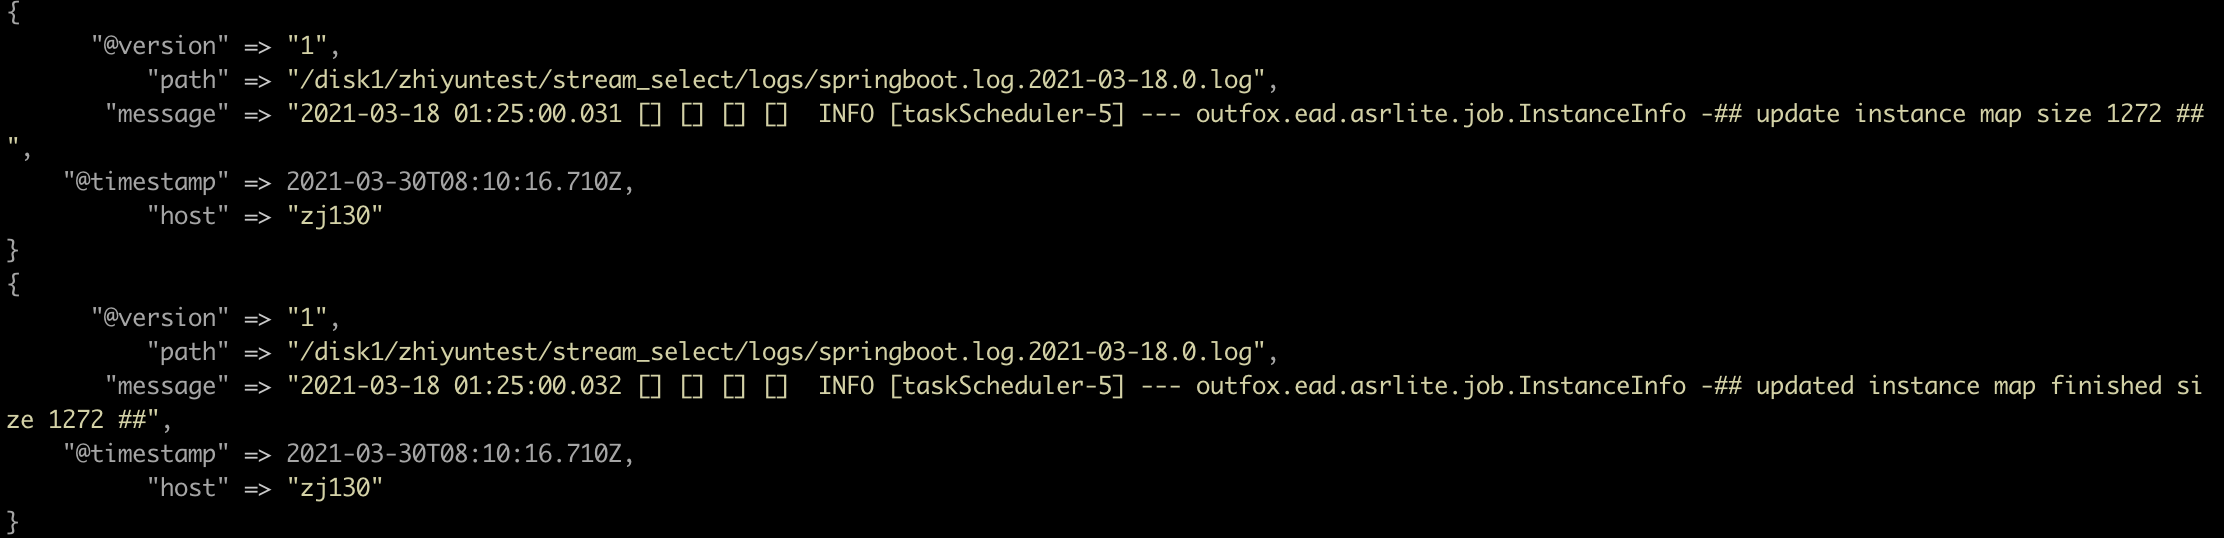 {
      "@version" => "1",
          "path" => "/disk1/zhiyuntest/stream_select/logs/springboot.log.2021-03-18.0.log",
       "message" => "2021-03-18 01:25:00.031 [] [] [] []  INFO [taskScheduler-5] --- outfox.ead.asrlite.job.InstanceInfo -## update instance map size 1272 ##
",
    "@timestamp" => 2021-03-30T08:10:16.710Z,
          "host" => "zj130"
}
{
      "@version" => "1",
          "path" => "/disk1/zhiyuntest/stream_select/logs/springboot.log.2021-03-18.0.log",
       "message" => "2021-03-18 01:25:00.032 [] [] [] []  INFO [taskScheduler-5] --- outfox.ead.asrlite.job.InstanceInfo -## updated instance map finished si
ze 1272 ##",
    "@timestamp" => 2021-03-30T08:10:16.710Z,
          "host" => "zj130"
}